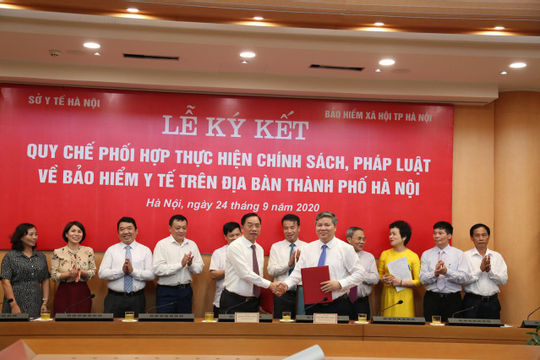 SỞ Y TẾ HÀ NỘI
BẢO HIỂM XÃ HỘI TP HÀ NỘI
LỄ KÝ KẾT
QUY CHẾ PHỐI HỢP THỰC HIỆN CHÍNH SÁCH, PHÁP LUẬT
VỀ BẢO HIỂM Y TẾ TRÊN ĐỊA BÀN THÀNH PHỐ HÀ NỘI
Hà Nội, ngày 24 tháng 9 năm 2020